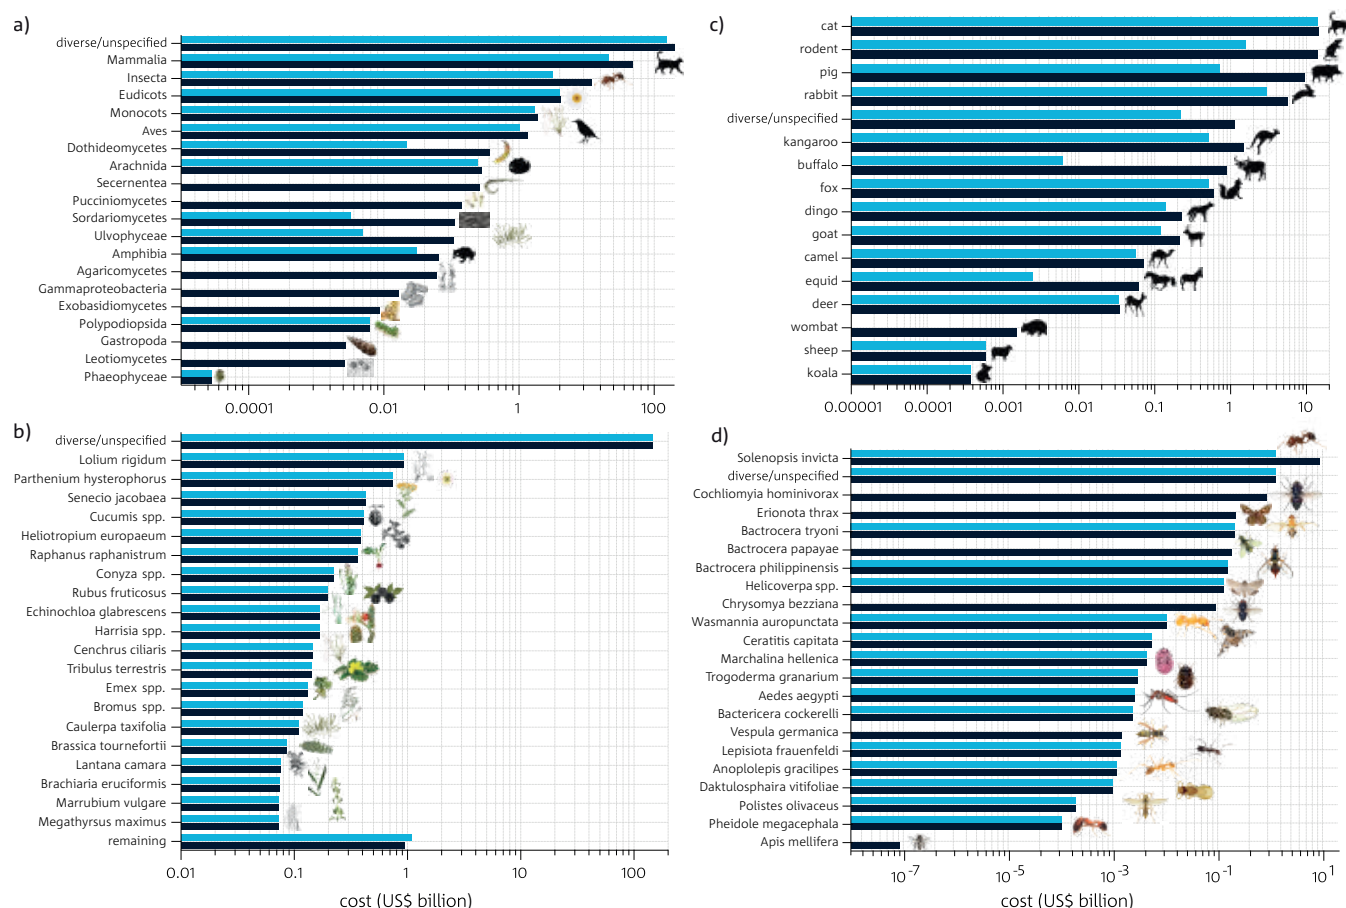 a)
diverse/unspecified
Mammalia
Insecta
Eudicots
Monocots
Aves
Dothideomycetes
Arachnida
Secernentea
Pucciniomycetes
Sordariomycetes
Ulvophyceae
Amphibia
Agaricomycetes
Gammaproteobacteria
Exobasidiomycetes
Polypodiopsida
Gastropoda
Leotiomycetes
Phaeophyceae
0.0001 0.01 1 100
b)
diverse/unspecified
Lolium rigidum
Parthenium hysterophorus
Senecio jacobaea
Cucumis spp.
Heliotropium europaeum
Raphanus raphanistrum
Conyza spp.
Rubus fruticosus
Echinochloa glabrescens
Harrisia spp.
Cenchrus ciliaris
Tribulus terrestris
Emex spp.
Bromus spp.
Caulerpa taxifolia
Brassica tournefortii
Lantana camara
Brachiaria eruciformis
Marrubium vulgare
Megathyrsus maximus
remaining
0.01 0.1 1 10 100
cost (US$ billion)
c)
cat
rodent
pig
rabbit
diverse/unspecified
kangaroo
buffalo
fox
dingo
goat
camel
equid
deer
wombat
sheep
koala
0.00001 0.0001 0.001 0.01 0.1 1 10
d)
Solenopsis invicta
diverse/unspecified
Cochliomyia hominivorax
Erionota thrax
Bactrocera tryoni
Bactrocera papayae
Bactrocera philippinensis
Helicoverpa spp.
Chrysomya bezziana
Wasmannia auropunctata
Ceratitis capitata
Marchalina hellenica
Trogoderma granarium
Aedes aegypti
Bactericera cockerelli
Vespula germanica
Lepisiota frauenfeldi
Anoplolepis gracilipes
Daktulosphaira vitifoliae
Polistes olivaceus
Pheidole megacephala
Apis mellifera
10⁻⁷ 10⁻⁵ 10⁻³ 10⁻¹ 10¹
cost (US$ billion)